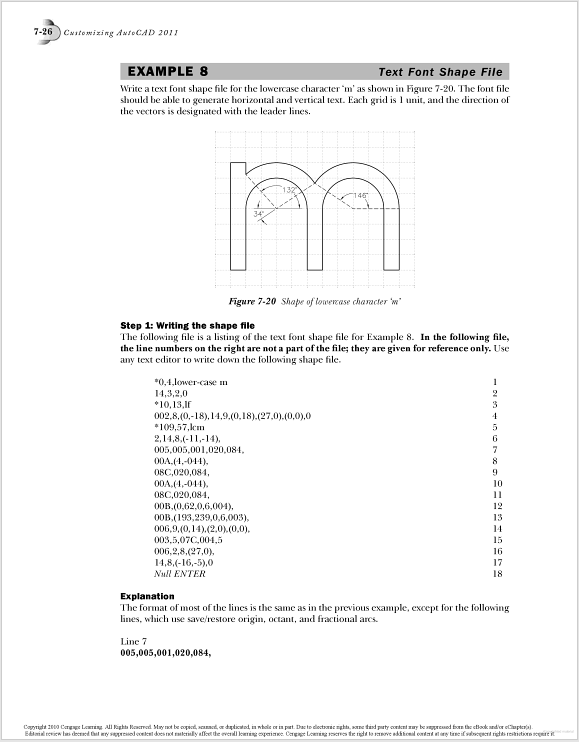 7-26 Customizing AutoCAD 2011
EXAMPLE 8 Text Font Shape File
Write a text font shape file for the lowercase character 'm' as shown in Figure 7-20. The font file
should be able to generate horizontal and vertical text. Each grid is 1 unit, and the direction of
the vectors is designated with the leader lines.
132°
146°
34°
Figure 7-20 Shape of lowercase character 'm'
Step 1: Writing the shape file
The following file is a listing of the text font shape file for Example 8. In the following file,
the line numbers on the right are not a part of the file; they are given for reference only. Use
any text editor to write down the following shape file.
*0,4,lower-case m 1
14,3,2,0 2
*10,13,lf 3
002,8,(0,-18),14,9,(0,18),(27,0),(0,0),0 4
*109,57,lcm 5
2,14,8,(-11,-14), 6
005,005,001,020,084, 7
00A,(4,-044), 8
08C,020,084, 9
00A,(4,-044), 10
08C,020,084, 11
00B,(0,62,0,6,004), 12
00B,(193,239,0,6,003), 13
006,9,(0,14),(2,0),(0,0), 14
003,5,07C,004,5 15
006,2,8,(27,0), 16
14,8,(-16,-5),0 17
Null ENTER 18
Explanation
The format of most of the lines is the same as in the previous example, except for the following
lines, which use save/restore origin, octant, and fractional arcs.
Line 7
005,005,001,020,084,
Copyright 2010 Cengage Learning. All Rights Reserved. May not be copied, scanned, or duplicated, in whole or in part. Due to electronic rights, some third party content may be suppressed from the eBook and/or eChapter(s).
Editorial review has deemed that any suppressed content does not materially affect the overall learning experience. Cengage Learning reserves the right to remove additional content at any time if subsequent rights restrictions require it.